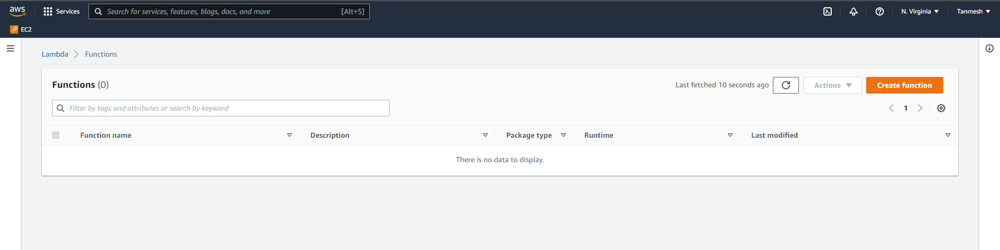 aws Services Search for services, features, blogs, docs, and more [Alt+S] N. Virginia Tanmesh
EC2
Lambda Functions
Functions (0) Last fetched 10 seconds ago Actions Create function
Filter by tags and attributes or search by keyword 1
Function name Description Package type Runtime Last modified
There is no data to display.